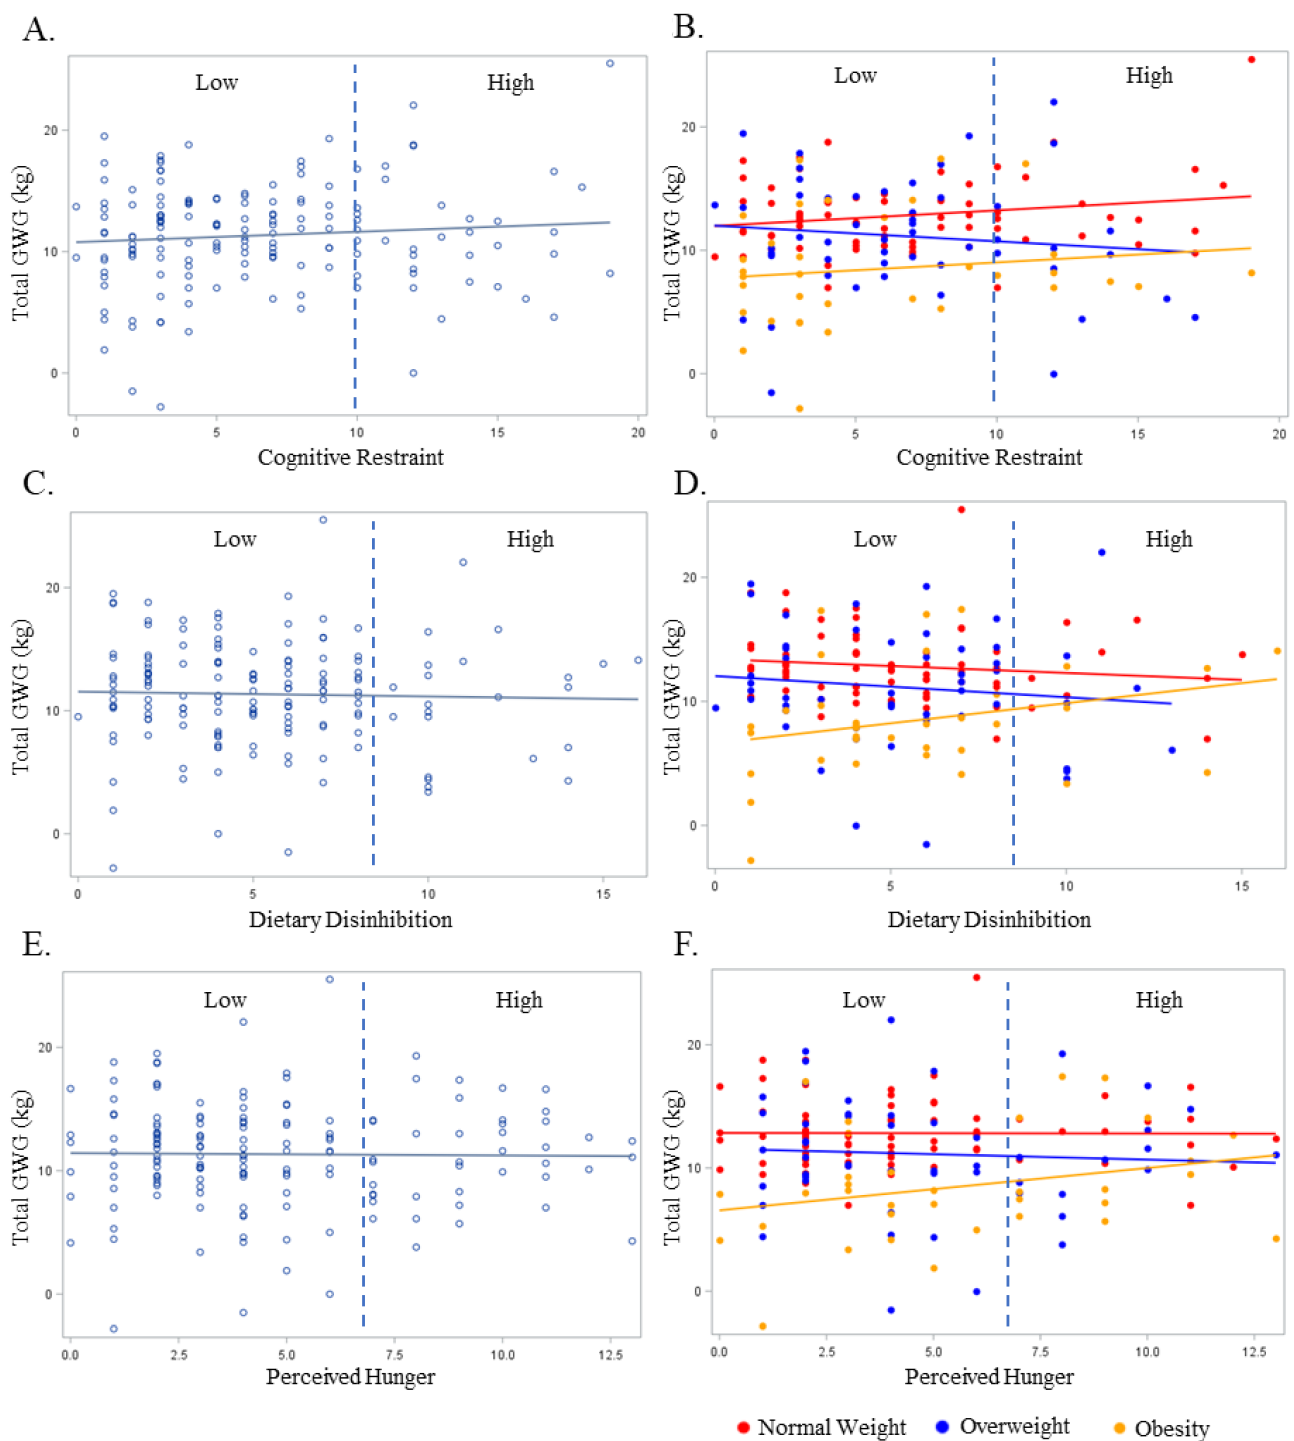 A.
Low
High
Total GWG (kg)
20
10
0
0
5
10
15
20
Cognitive Restraint
B.
Low
High
Total GWG (kg)
20
10
0
0
5
10
15
20
Cognitive Restraint
C.
Low
High
Total GWG (kg)
20
10
0
0
5
10
15
Dietary Disinhibition
D.
Low
High
Total GWG (kg)
20
10
0
0
5
10
15
Dietary Disinhibition
E.
Low
High
Total GWG (kg)
20
10
0
0.0
2.5
5.0
7.5
10.0
12.5
Perceived Hunger
F.
Low
High
Total GWG (kg)
20
10
0
0.0
2.5
5.0
7.5
10.0
12.5
Perceived Hunger
Normal Weight Overweight Obesity